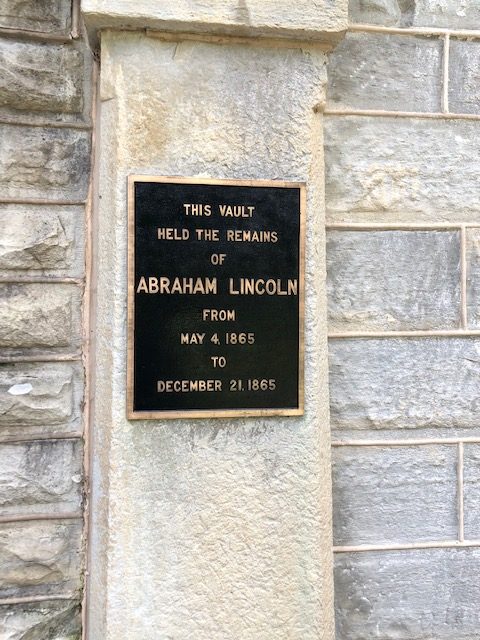 THIS VAULT
HELD THE REMAINS
OF
ABRAHAM LINCOLN
FROM
MAY 4, 1865
TO
DECEMBER 21, 1865